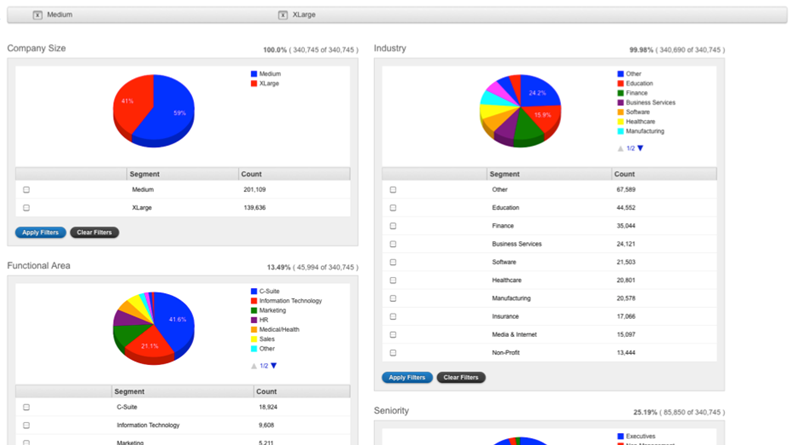 Medium XLarge
Company Size 100.0% ( 340,745 of 340,745 )
59%
41%
Medium
XLarge
Segment Count
Medium 201,109
XLarge 139,636
Apply Filters Clear Filters
Functional Area 13.49% ( 45,994 of 340,745 )
41.6%
21.1%
C-Suite
Information Technology
Marketing
HR
Medical/Health
Sales
Other
1/2
Segment Count
C-Suite 18,924
Information Technology 9,608
Marketing 5,211
Industry 99.98% ( 340,690 of 340,745 )
24.2%
15.9%
Other
Education
Finance
Business Services
Software
Healthcare
Manufacturing
1/2
Segment Count
Other 67,589
Education 44,552
Finance 35,044
Business Services 24,121
Software 21,503
Healthcare 20,801
Manufacturing 20,578
Insurance 17,066
Media & Internet 15,097
Non-Profit 13,444
Apply Filters Clear Filters
Seniority 25.19% ( 85,850 of 340,745 )
Executives